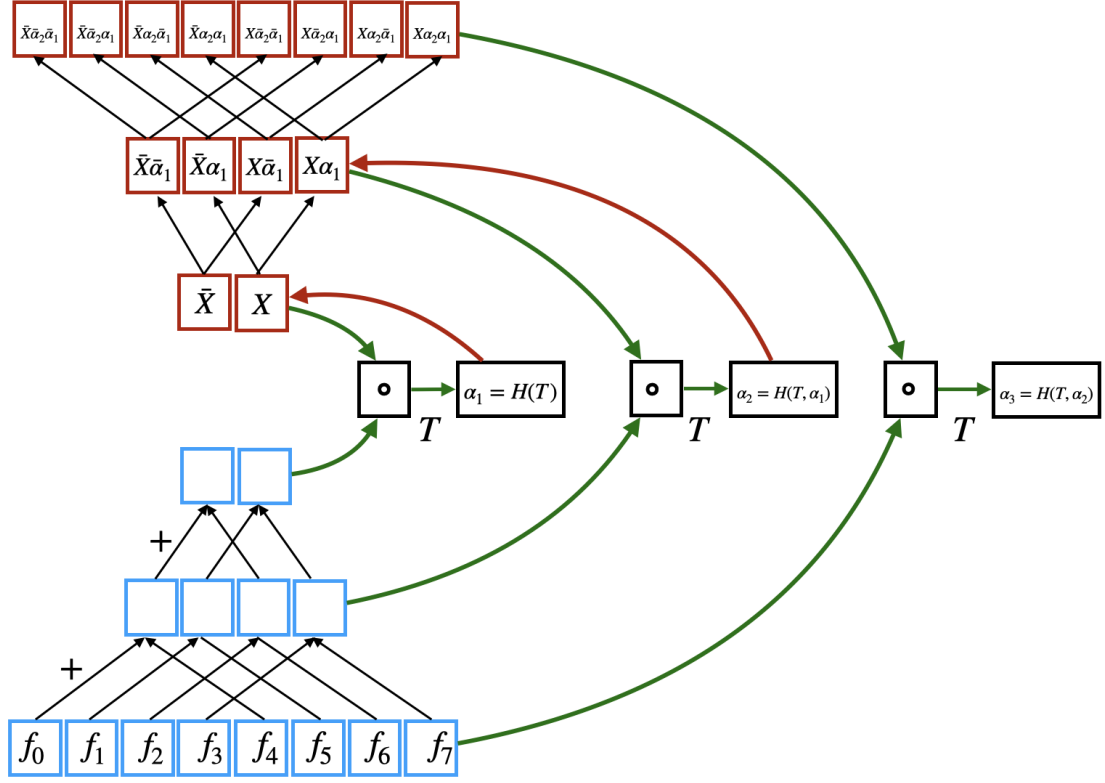 X̄ᾱ₂ᾱ₁ X̄ᾱ₂α₁ X̄α₂ᾱ₁ X̄α₂α₁ Xᾱ₂ᾱ₁ Xᾱ₂α₁ Xα₂ᾱ₁ Xα₂α₁
X̄ᾱ₁ X̄α₁ Xᾱ₁ Xα₁
X̄ X
α₁ = H(T) α₂ = H(T, α₁) α₃ = H(T, α₂)
T T T
+
+
f₀ f₁ f₂ f₃ f₄ f₅ f₆ f₇